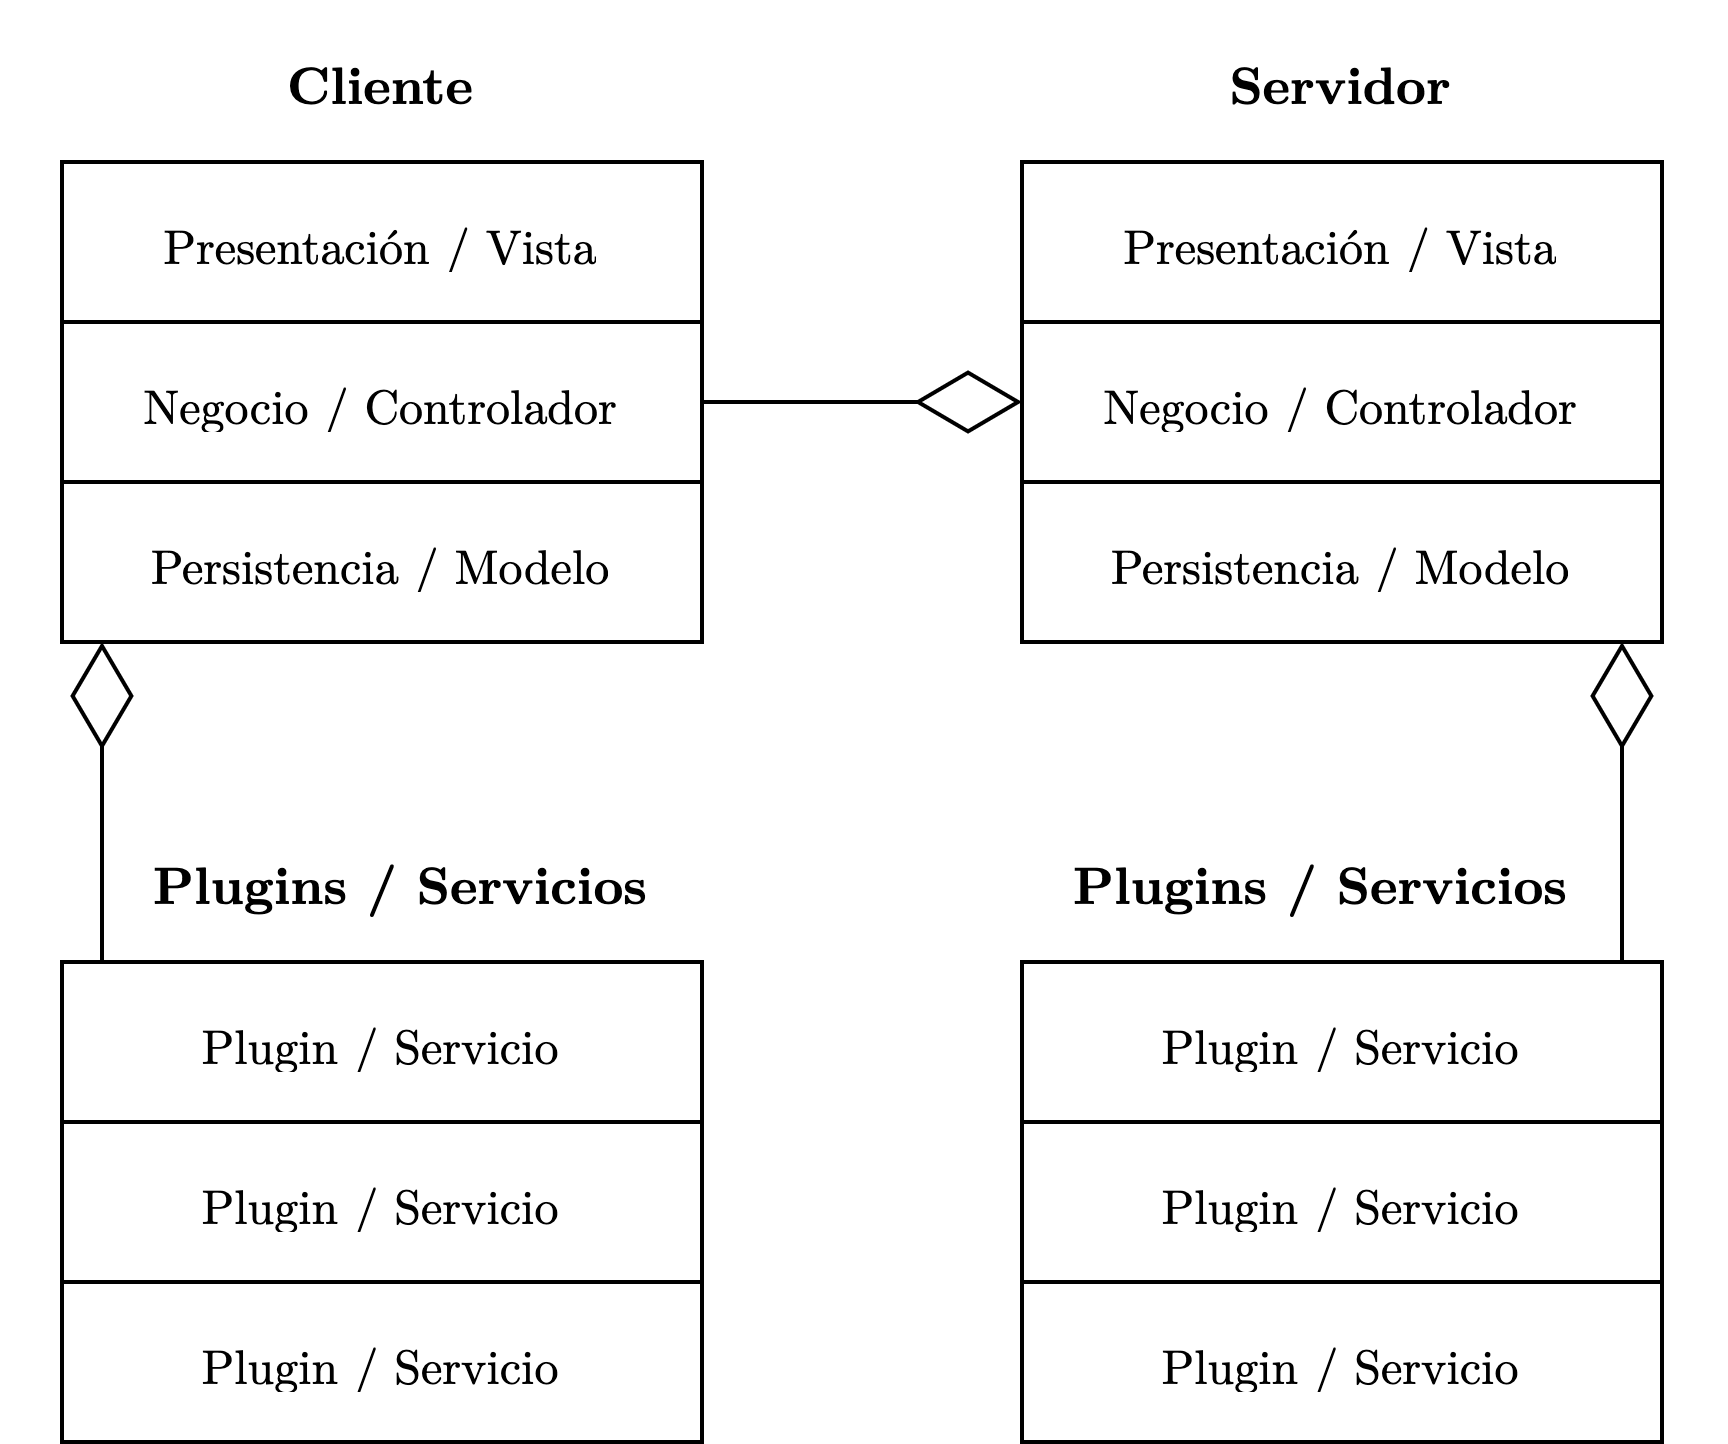 Cliente
Servidor
Presentación / Vista
Negocio / Controlador
Persistencia / Modelo
Presentación / Vista
Negocio / Controlador
Persistencia / Modelo
Plugins / Servicios
Plugin / Servicio
Plugin / Servicio
Plugin / Servicio
Plugins / Servicios
Plugin / Servicio
Plugin / Servicio
Plugin / Servicio